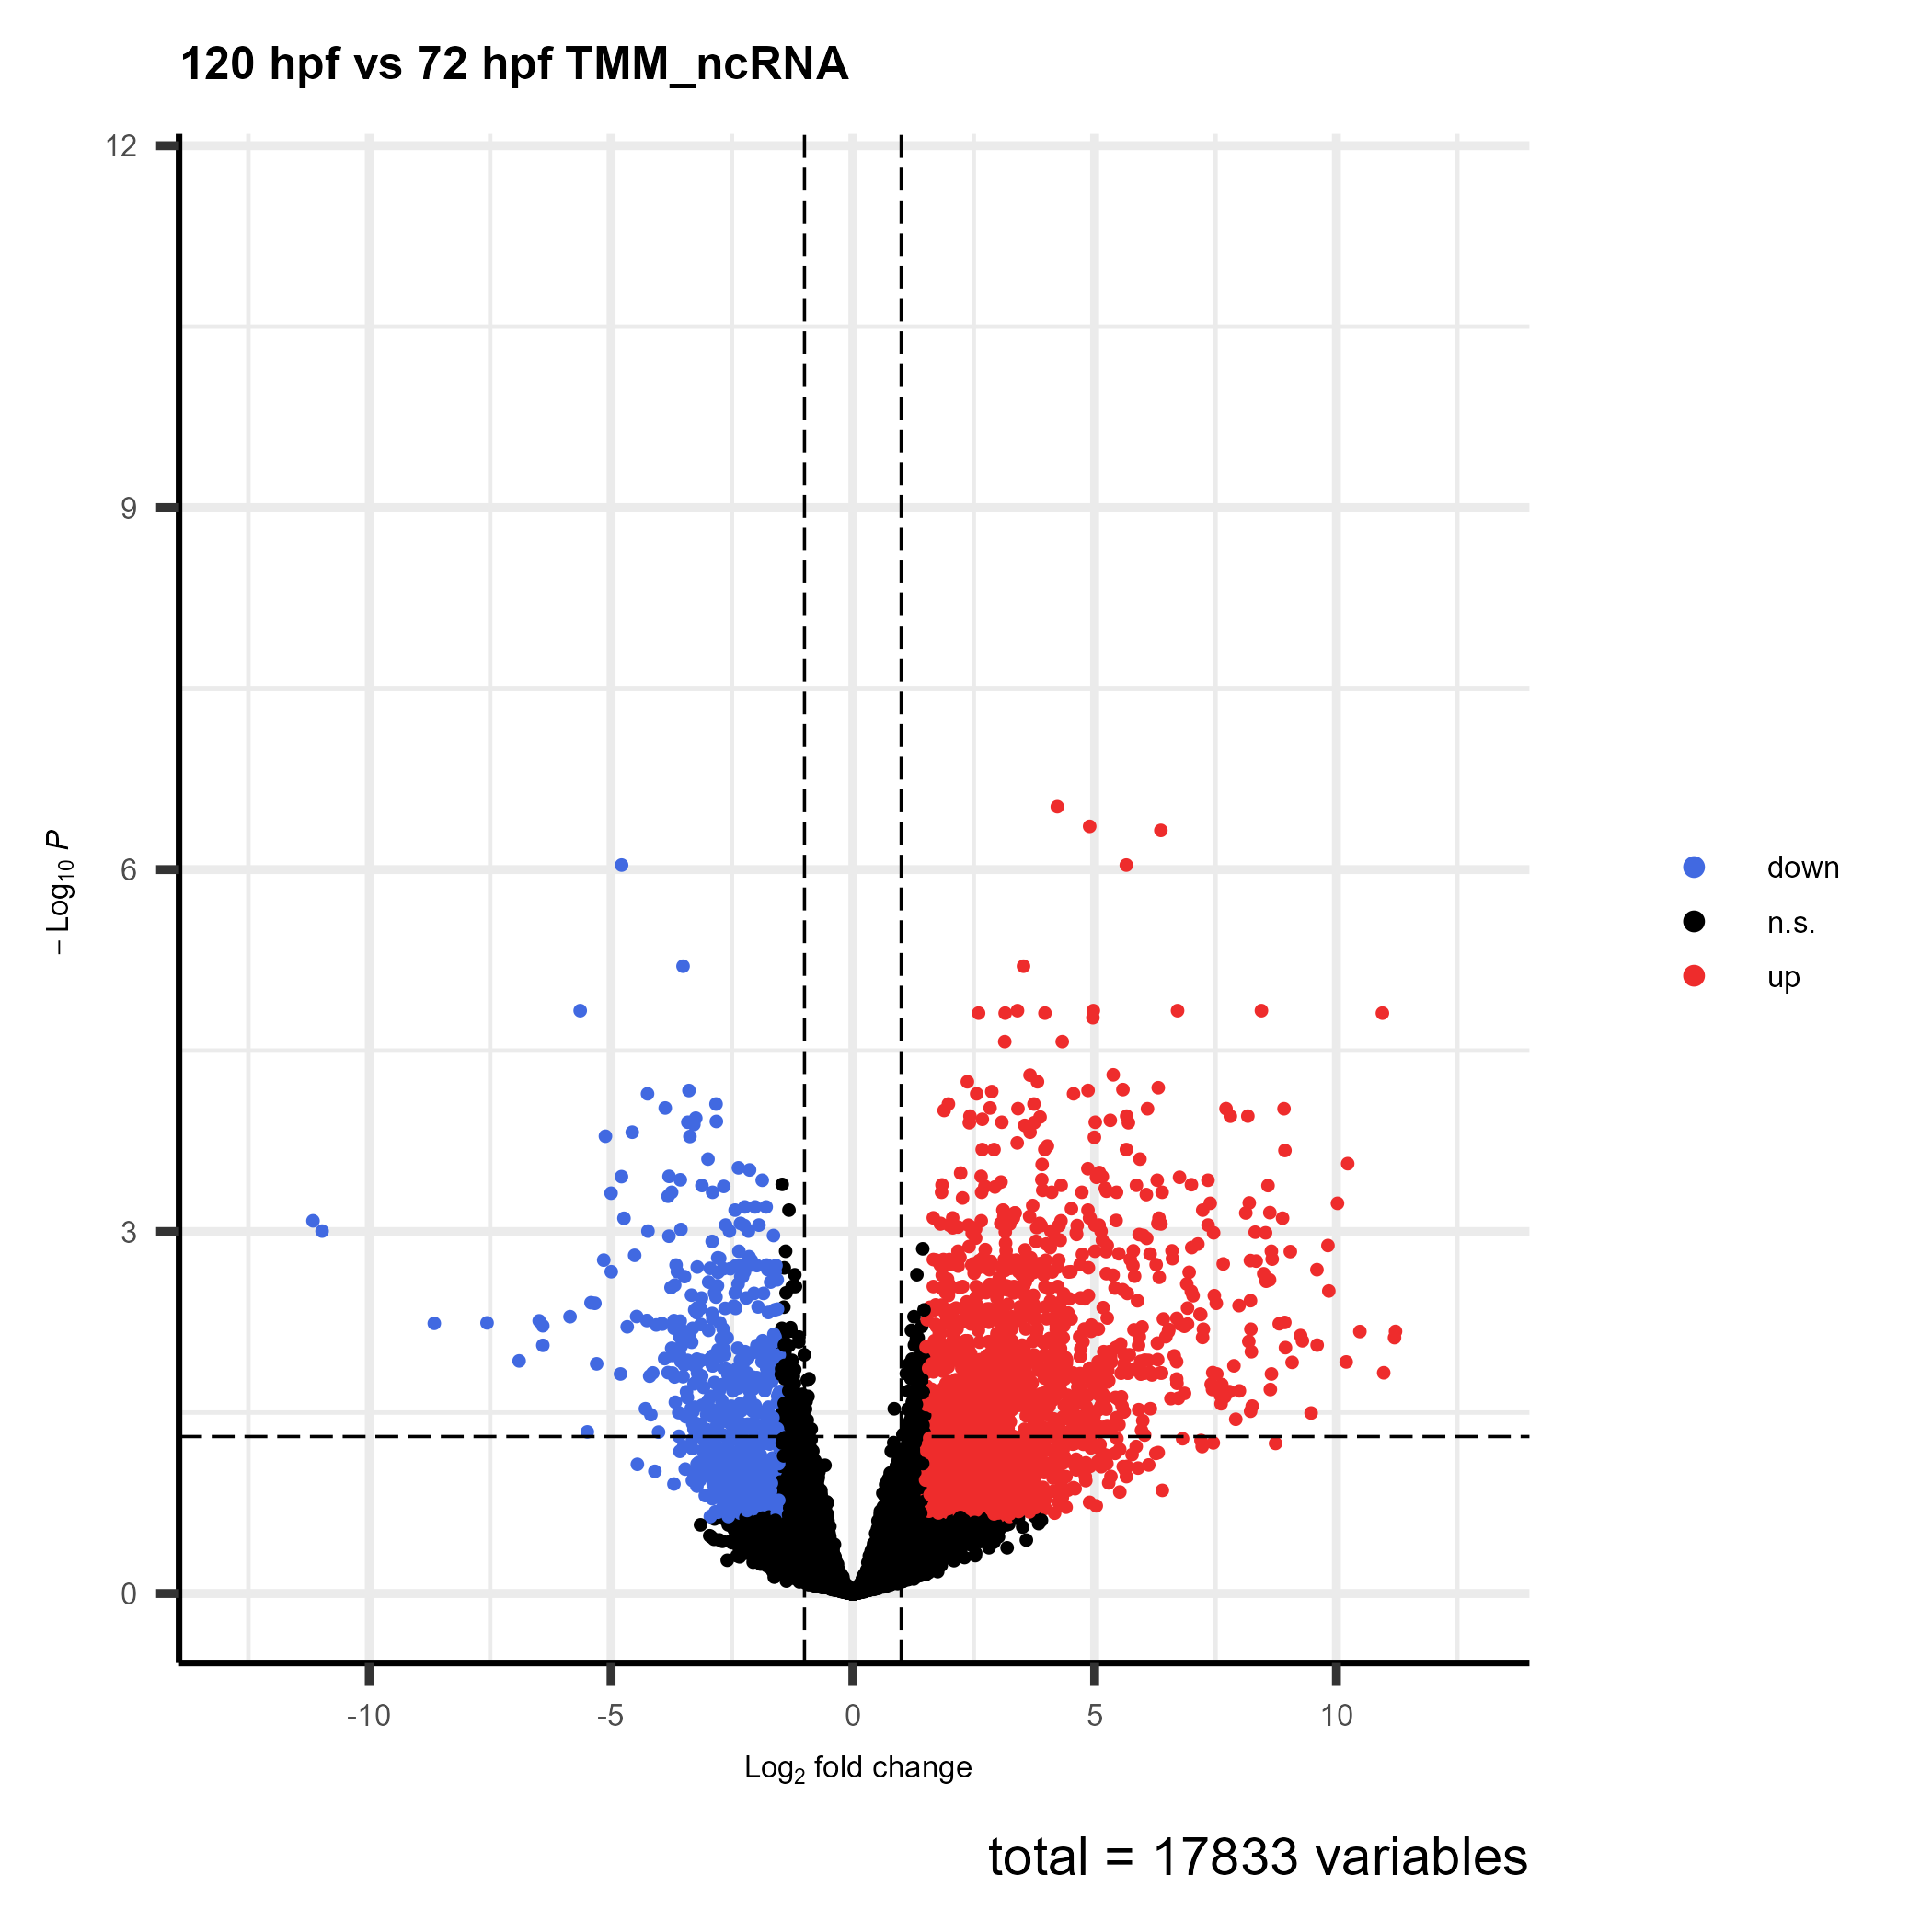 120 hpf vs 72 hpf TMM_ncRNA
12
9
6
3
0
– Log10 P
-10
-5
0
5
10
Log2 fold change
down
n.s.
up
total = 17833 variables